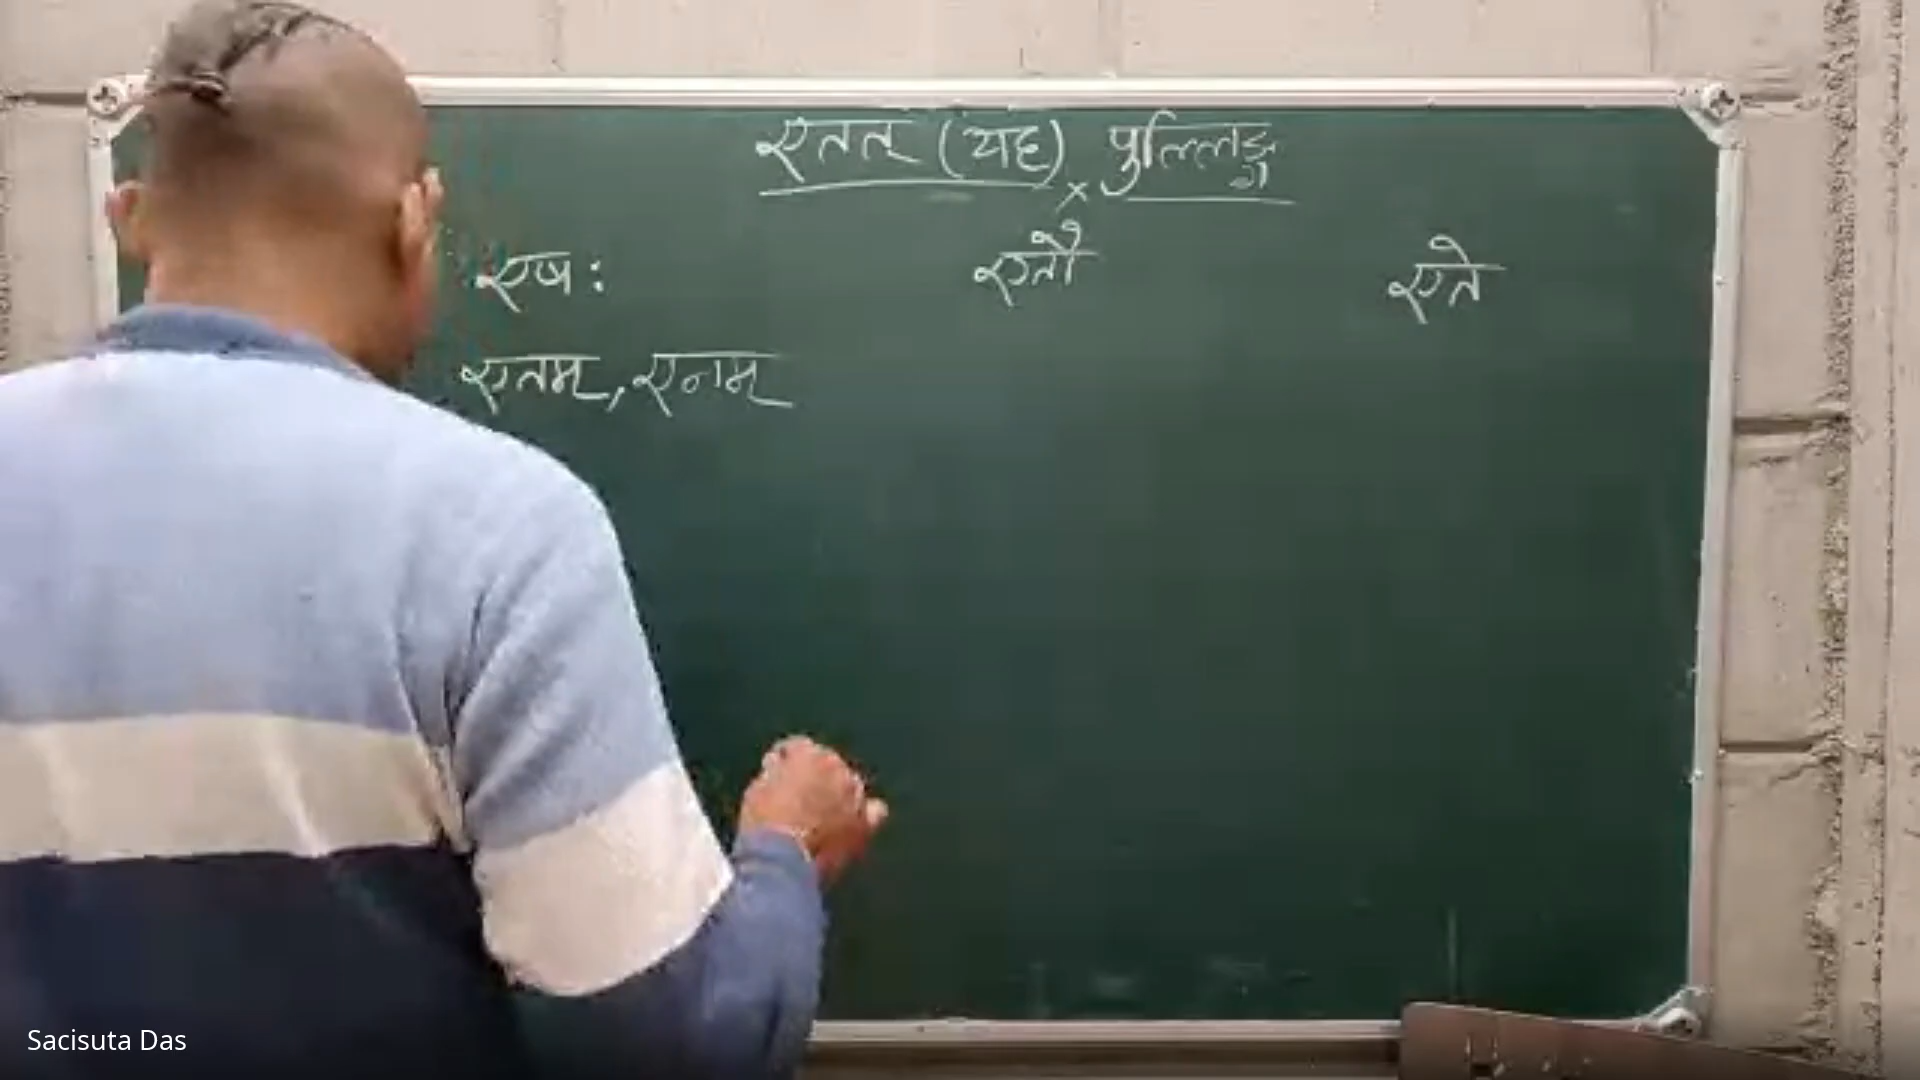 एतत् (यह) पुल्लिङ्ग
एषः एतौ एते
एतम्, एनम्
Sacisuta Das